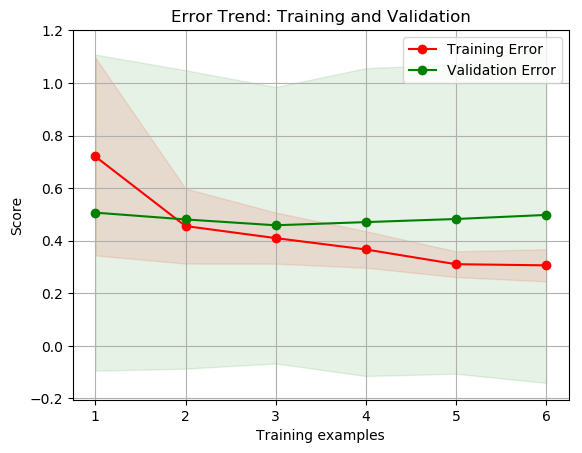 Error Trend: Training and Validation
Training Error
Validation Error
Score
1.2
1.0
0.8
0.6
0.4
0.2
0.0
−0.2
1 2 3 4 5 6
Training examples